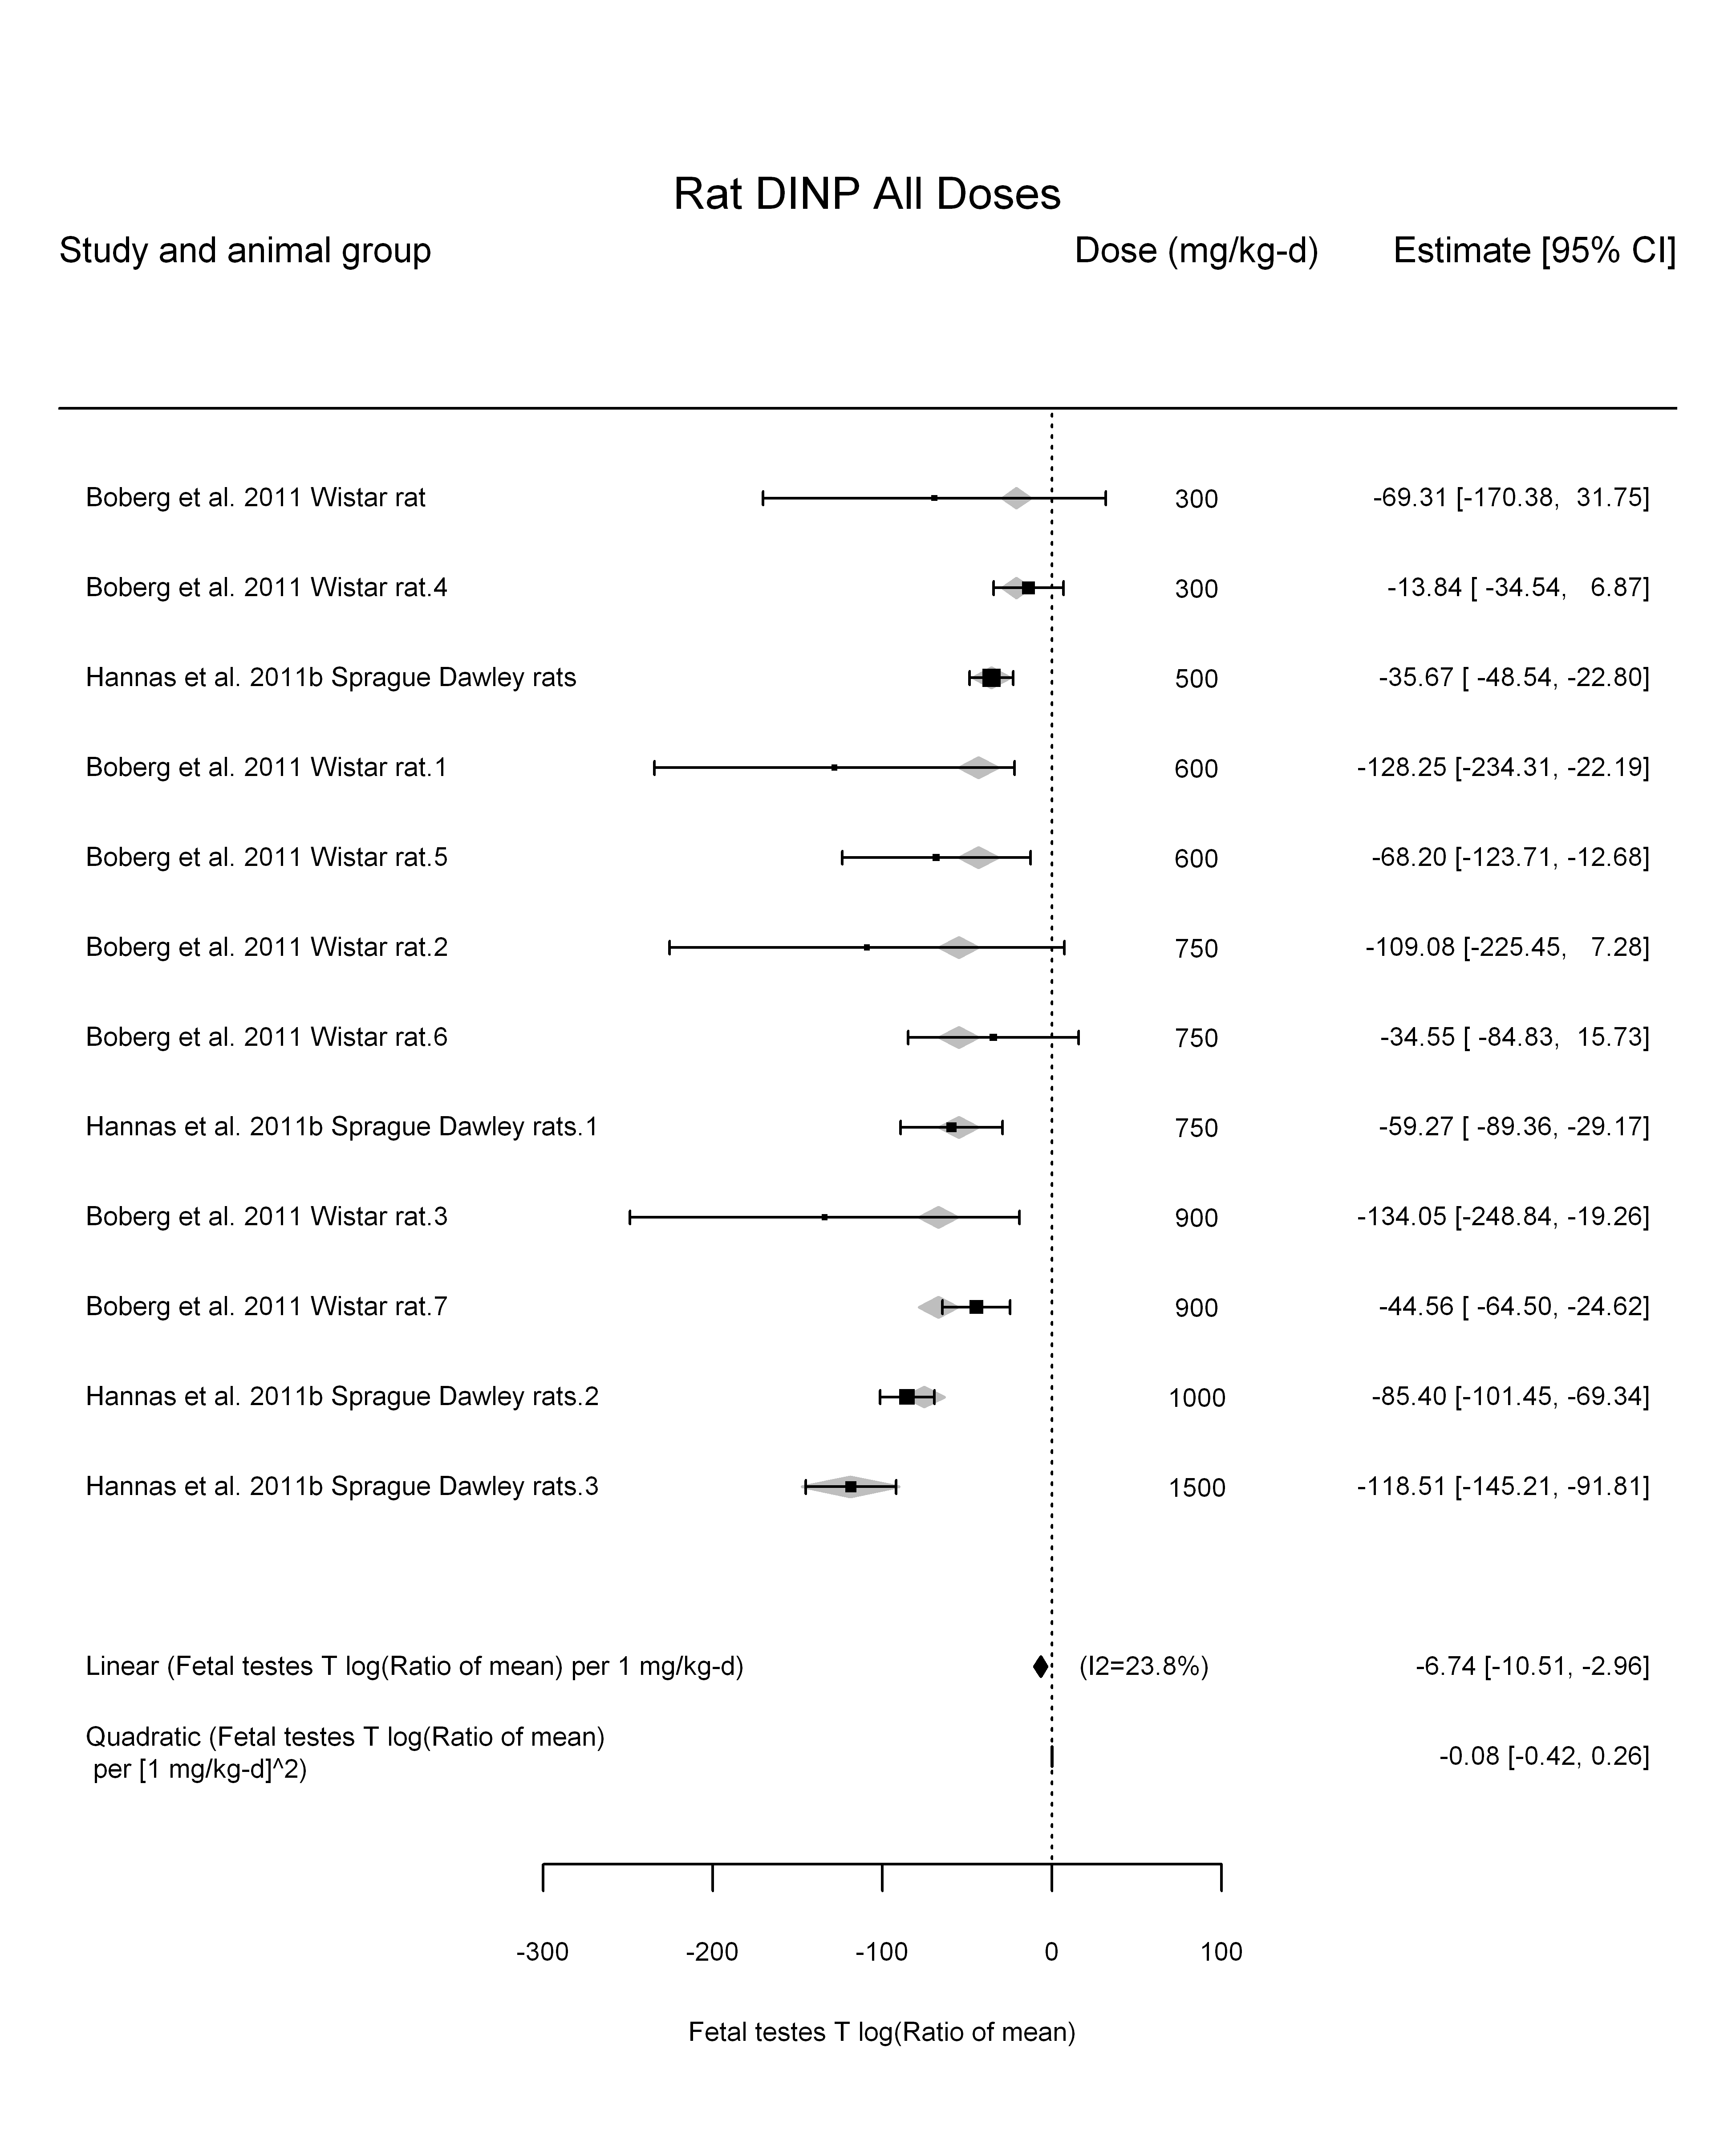 Rat DINP All Doses
Study and animal group Dose (mg/kg-d) Estimate [95% CI]
Boberg et al. 2011 Wistar rat 300 -69.31 [-170.38, 31.75]
Boberg et al. 2011 Wistar rat.4 300 -13.84 [ -34.54, 6.87]
Hannas et al. 2011b Sprague Dawley rats 500 -35.67 [ -48.54, -22.80]
Boberg et al. 2011 Wistar rat.1 600 -128.25 [-234.31, -22.19]
Boberg et al. 2011 Wistar rat.5 600 -68.20 [-123.71, -12.68]
Boberg et al. 2011 Wistar rat.2 750 -109.08 [-225.45, 7.28]
Boberg et al. 2011 Wistar rat.6 750 -34.55 [ -84.83, 15.73]
Hannas et al. 2011b Sprague Dawley rats.1 750 -59.27 [ -89.36, -29.17]
Boberg et al. 2011 Wistar rat.3 900 -134.05 [-248.84, -19.26]
Boberg et al. 2011 Wistar rat.7 900 -44.56 [ -64.50, -24.62]
Hannas et al. 2011b Sprague Dawley rats.2 1000 -85.40 [-101.45, -69.34]
Hannas et al. 2011b Sprague Dawley rats.3 1500 -118.51 [-145.21, -91.81]
Linear (Fetal testes T log(Ratio of mean) per 1 mg/kg-d) (I2=23.8%) -6.74 [-10.51, -2.96]
Quadratic (Fetal testes T log(Ratio of mean)
per [1 mg/kg-d]^2) -0.08 [-0.42, 0.26]
-300 -200 -100 0 100
Fetal testes T log(Ratio of mean)